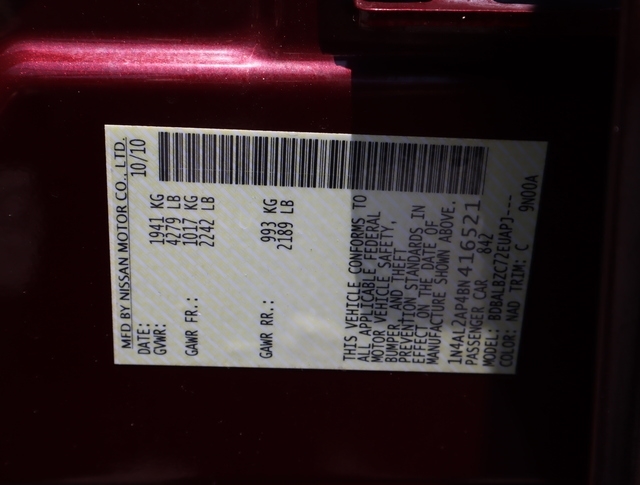 MFD BY NISSAN MOTOR CO., LTD.
DATE: 10/10
GVWR: 1941 KG
4279 LB
GAWR FR.: 1017 KG
2242 LB
GAWR RR.: 993 KG
2189 LB
THIS VEHICLE CONFORMS TO
ALL APPLICABLE FEDERAL
MOTOR VEHICLE SAFETY,
BUMPER, AND THEFT
PREVENTION STANDARDS IN
EFFECT ON THE DATE OF
MANUFACTURE SHOWN ABOVE.
1N4AL2AP4BN416521
PASSENGER CAR 842
MODEL: BDBALB2C72EUAPJ---
COLOR: NAD TRIM: C 9N00A